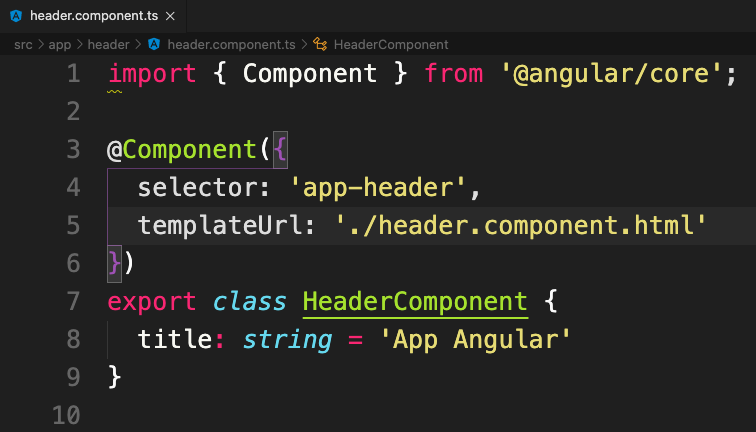 header.component.ts ×
src > app > header > header.component.ts > HeaderComponent
1 import { Component } from '@angular/core';
2
3 @Component({
4   selector: 'app-header',
5   templateUrl: './header.component.html'
6 })
7 export class HeaderComponent {
8   title: string = 'App Angular'
9 }
10